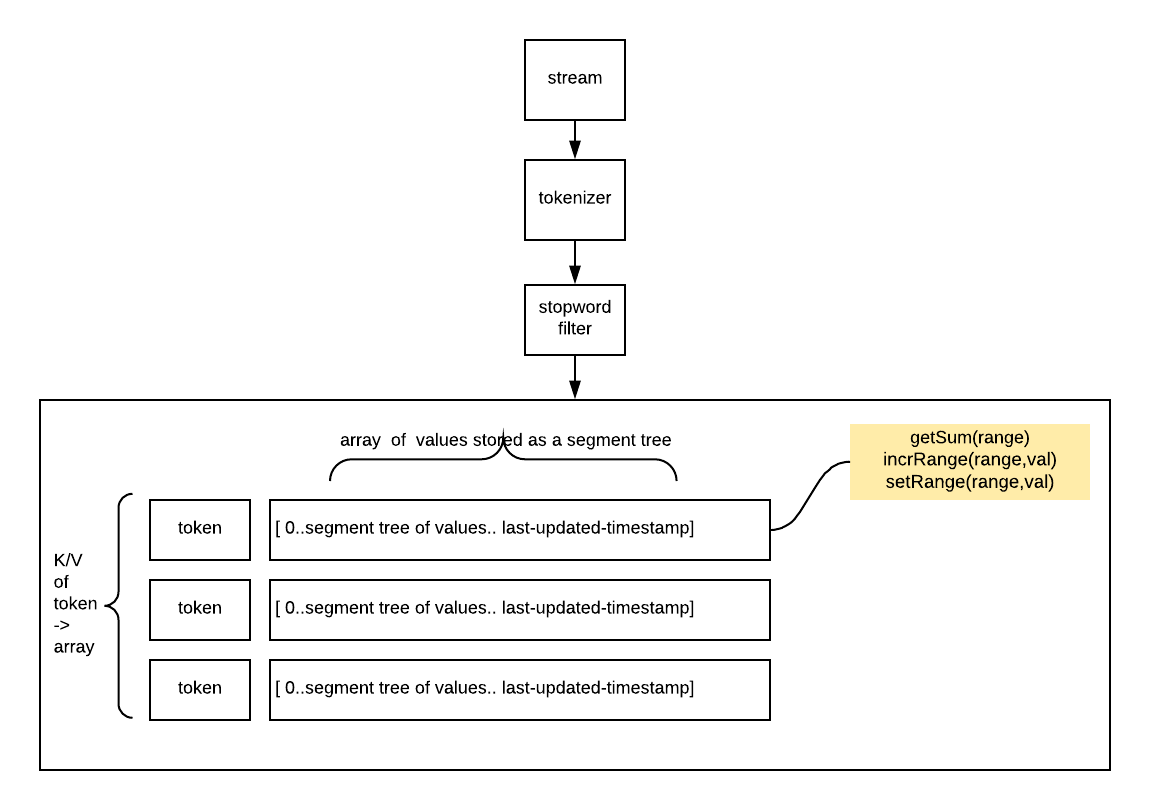 stream
tokenizer
stopword
filter
array of values stored as a segment tree
getSum(range)
incrRange(range,val)
setRange(range,val)
K/V
of
token
->
array
token
[ 0..segment tree of values.. last-updated-timestamp]
token
[ 0..segment tree of values.. last-updated-timestamp]
token
[ 0..segment tree of values.. last-updated-timestamp]